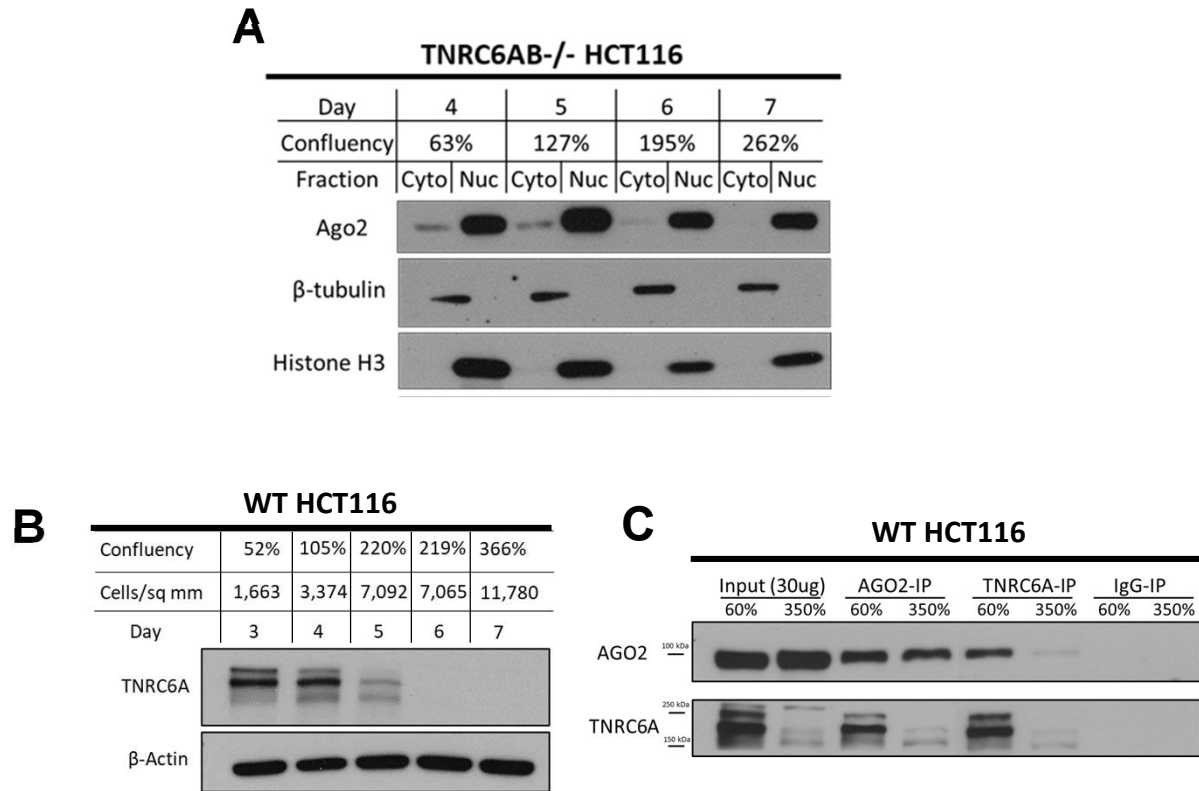 A
TNRC6AB-/- HCT116
Day 4 5 6 7
Confluency 63% 127% 195% 262%
Fraction Cyto Nuc Cyto Nuc Cyto Nuc Cyto Nuc
Ago2
β-tubulin
Histone H3
B
WT HCT116
Confluency 52% 105% 220% 219% 366%
Cells/sq mm 1,663 3,374 7,092 7,065 11,780
Day 3 4 5 6 7
TNRC6A
β-Actin
C
WT HCT116
Input (30ug) AGO2-IP TNRC6A-IP IgG-IP
60% 350% 60% 350% 60% 350% 60% 350%
AGO2 100 kDa
250 kDa
TNRC6A
150 kDa